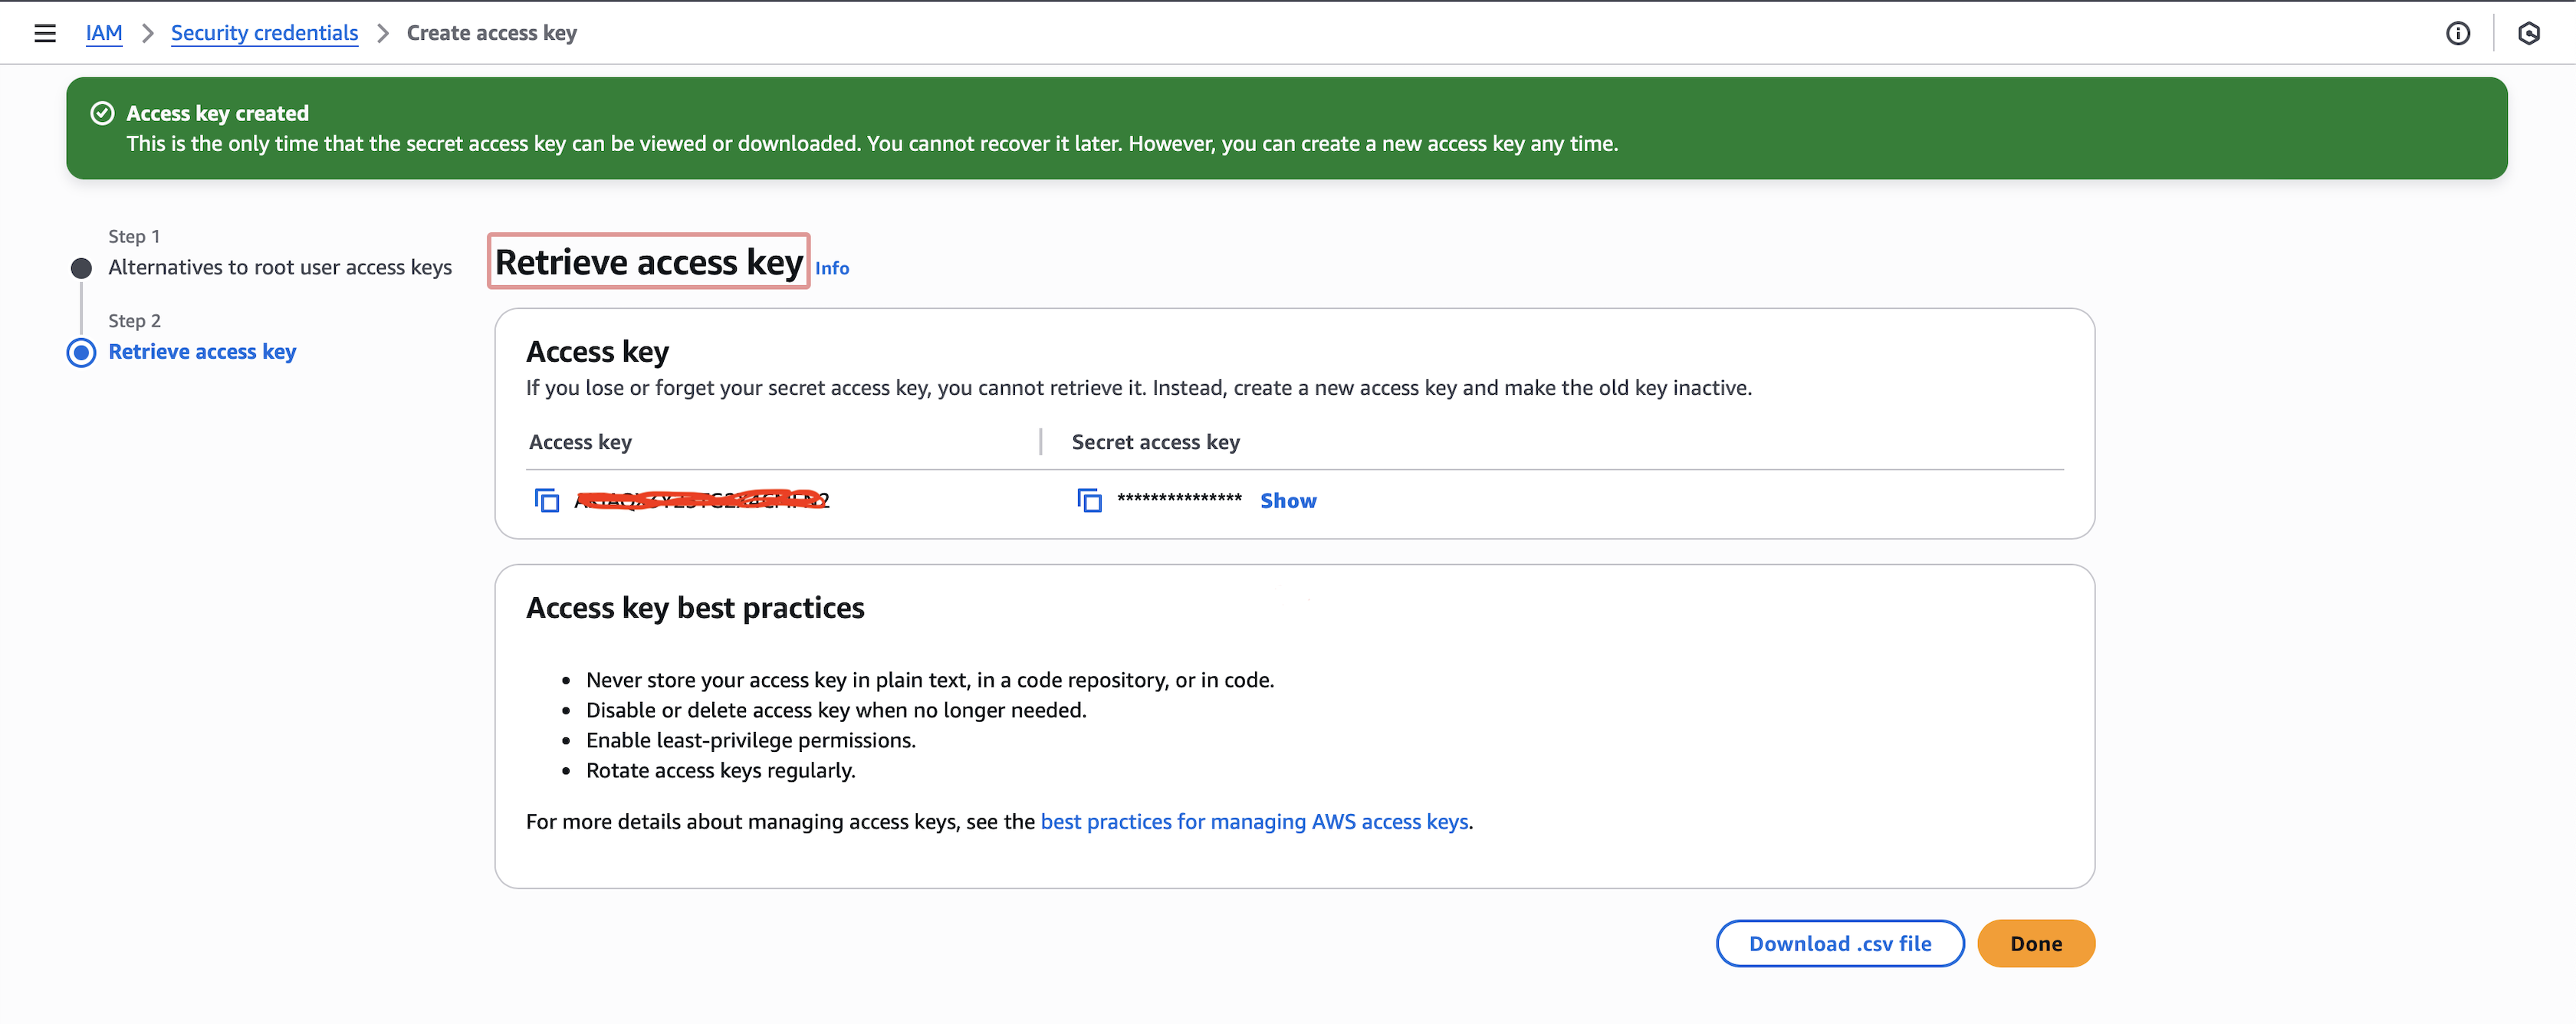 IAM > Security credentials > Create access key
Access key created
This is the only time that the secret access key can be viewed or downloaded. You cannot recover it later. However, you can create a new access key any time.
Step 1
Alternatives to root user access keys
Step 2
Retrieve access key
Retrieve access key Info
Access key
If you lose or forget your secret access key, you cannot retrieve it. Instead, create a new access key and make the old key inactive.
Access key
Secret access key
*************** Show
Access key best practices
• Never store your access key in plain text, in a code repository, or in code.
• Disable or delete access key when no longer needed.
• Enable least-privilege permissions.
• Rotate access keys regularly.
For more details about managing access keys, see the best practices for managing AWS access keys.
Download .csv file
Done